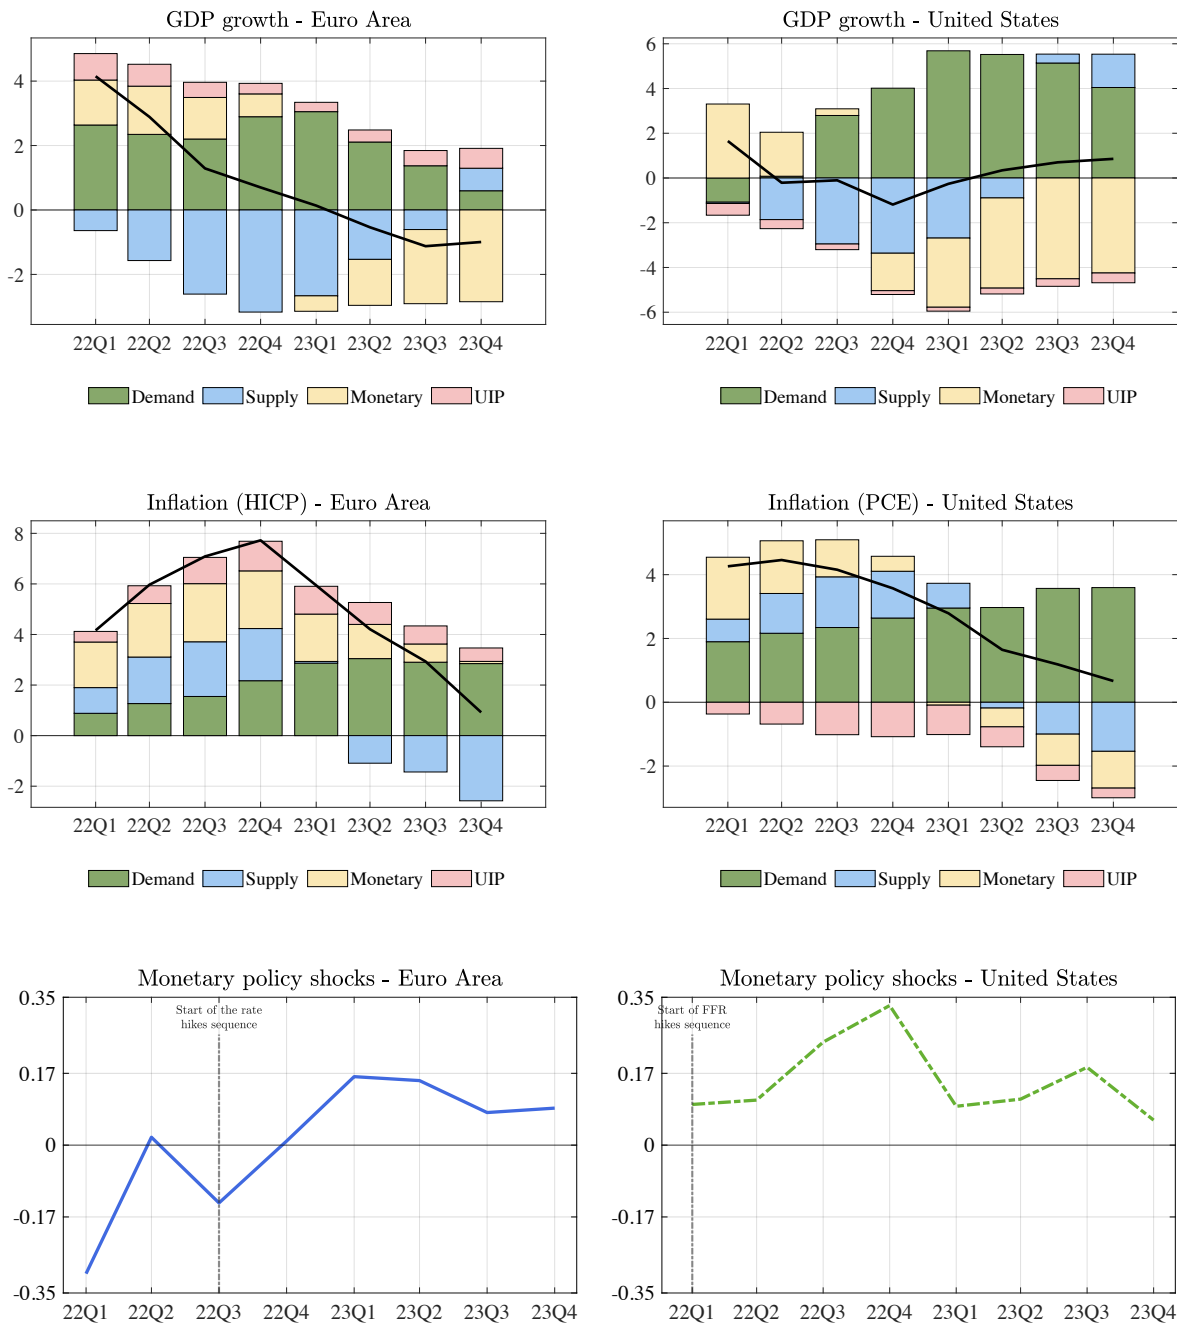 GDP growth - Euro Area
4
2
0
-2
22Q1 22Q2 22Q3 22Q4 23Q1 23Q2 23Q3 23Q4
Demand Supply Monetary UIP
GDP growth - United States
6
4
2
0
-2
-4
-6
22Q1 22Q2 22Q3 22Q4 23Q1 23Q2 23Q3 23Q4
Demand Supply Monetary UIP
Inflation (HICP) - Euro Area
8
6
4
2
0
-2
22Q1 22Q2 22Q3 22Q4 23Q1 23Q2 23Q3 23Q4
Demand Supply Monetary UIP
Inflation (PCE) - United States
4
2
0
-2
22Q1 22Q2 22Q3 22Q4 23Q1 23Q2 23Q3 23Q4
Demand Supply Monetary UIP
Monetary policy shocks - Euro Area
0.35
Start of the rate
hikes sequence
0.17
0
-0.17
-0.35
22Q1 22Q2 22Q3 22Q4 23Q1 23Q2 23Q3 23Q4
Monetary policy shocks - United States
0.35
Start of FFR
hikes sequence
0.17
0
-0.17
-0.35
22Q1 22Q2 22Q3 22Q4 23Q1 23Q2 23Q3 23Q4